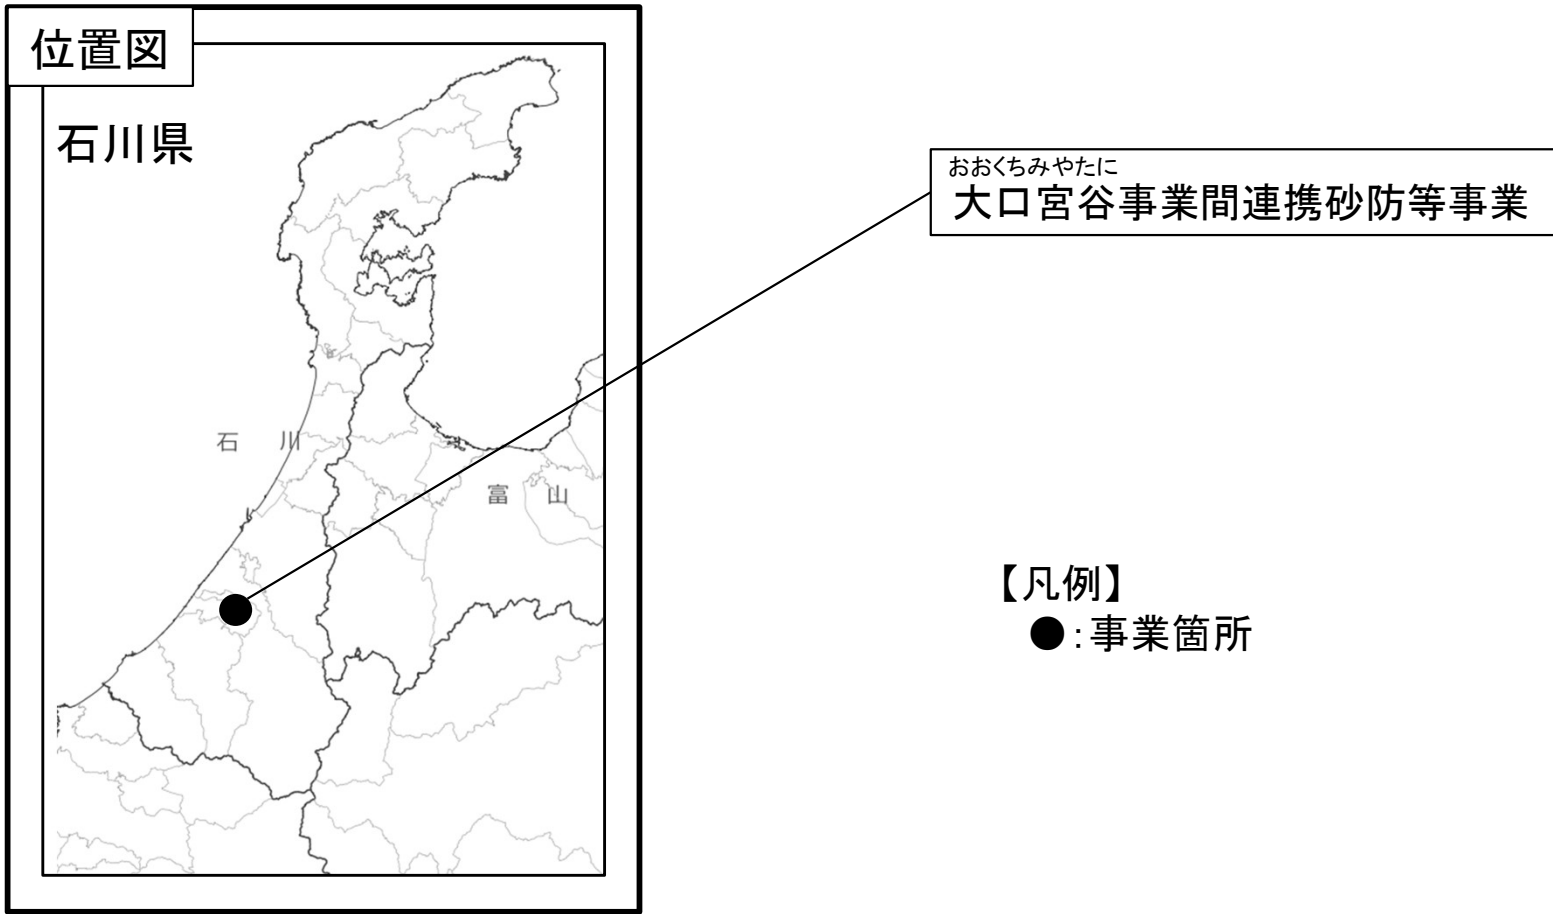 位置図
石川県
おおくちみやたに
大口宮谷事業間連携砂防等事業
石 川
富 山
【凡例】
●:事業箇所